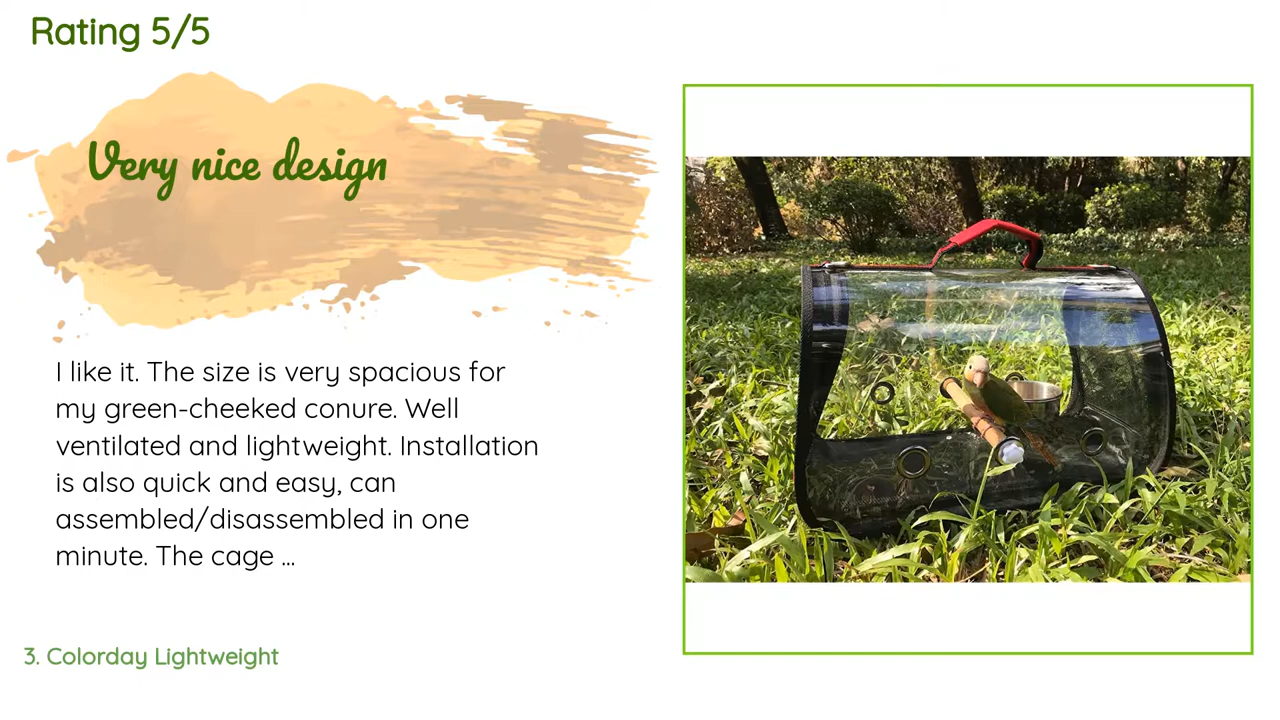 Rating 5/5
Very nice design
I like it. The size is very spacious for
my green-cheeked conure. Well
ventilated and lightweight. Installation
is also quick and easy, can
assembled/disassembled in one
minute. The cage ...
3. Colorday Lightweight